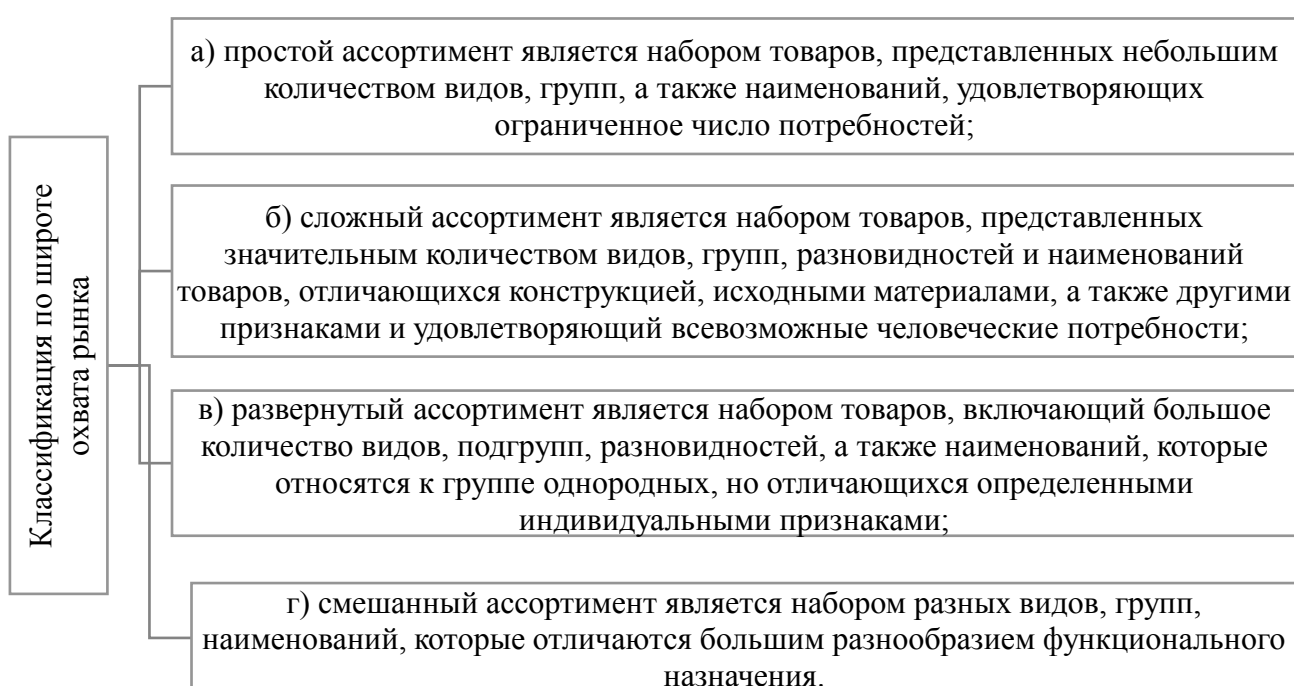 Классификация по широте
охвата рынка
а) простой ассортимент является набором товаров, представленных небольшим
количеством видов, групп, а также наименований, удовлетворяющих
ограниченное число потребностей;
б) сложный ассортимент является набором товаров, представленных
значительным количеством видов, групп, разновидностей и наименований
товаров, отличающихся конструкцией, исходными материалами, а также другими
признаками и удовлетворяющий всевозможные человеческие потребности;
в) развернутый ассортимент является набором товаров, включающий большое
количество видов, подгрупп, разновидностей, а также наименований, которые
относятся к группе однородных, но отличающихся определенными
индивидуальными признаками;
г) смешанный ассортимент является набором разных видов, групп,
наименований, которые отличаются большим разнообразием функционального
назначения.